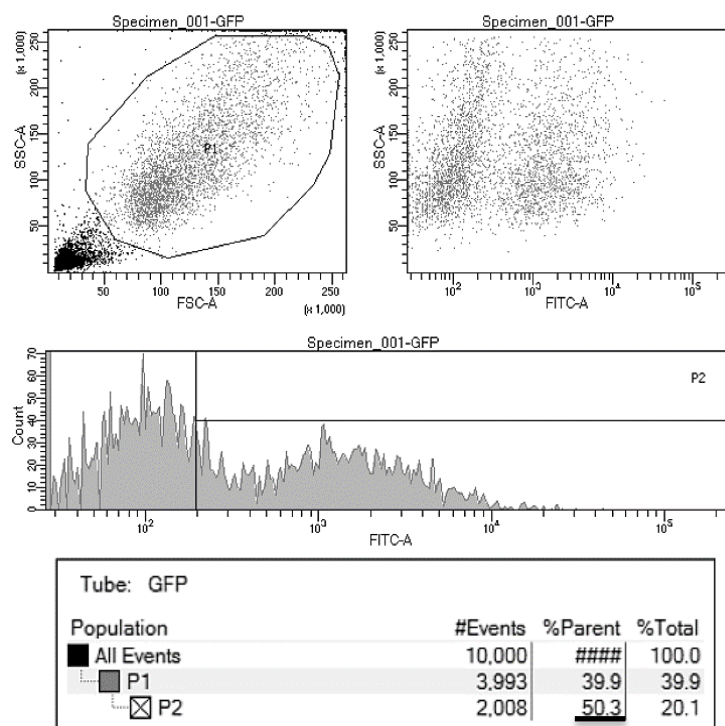 Specimen_001-GFP
(x 1,000)
SSC-A
250
200
150
100
50
P1
50 100 150 200 250
FSC-A
(x 1,000)
Specimen_001-GFP
(x 1,000)
SSC-A
250
200
150
100
50
10^2 10^3 10^4 10^5
FITC-A
Specimen_001-GFP
Count
70
60
50
40
30
20
10
0
P2
10^2 10^3 10^4 10^5
FITC-A
Tube: GFP
Population #Events %Parent %Total
All Events 10,000 #### 100.0
P1 3,993 39.9 39.9
P2 2,008 50.3 20.1